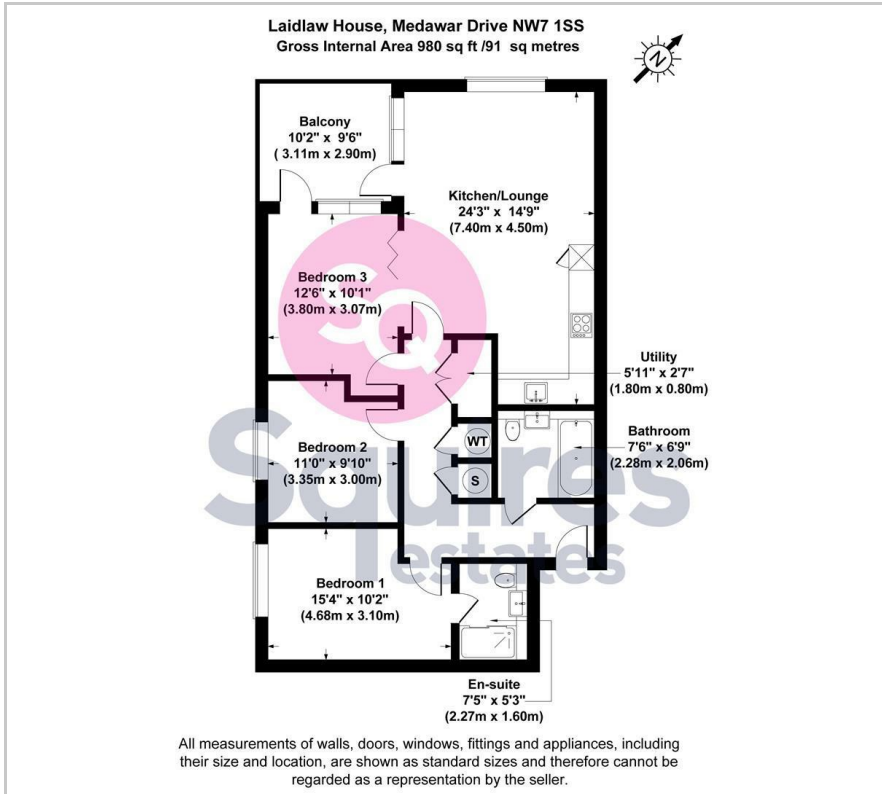 Laidlaw House, Medawar Drive NW7 1SS
Gross Internal Area 980 sq ft /91 sq metres
N
Balcony
10'2" x 9'6"
( 3.11m x 2.90m)
Kitchen/Lounge
24'3" x 14'9"
(7.40m x 4.50m)
Bedroom 3
12'6" x 10'1"
(3.80m x 3.07m)
SQ
Utility
5'11" x 2'7"
(1.80m x 0.80m)
Bathroom
7'6" x 6'9"
(2.28m x 2.06m)
WT
S
Bedroom 2
11'0" x 9'10"
(3.35m x 3.00m)
Squires
estates
Bedroom 1
15'4" x 10'2"
(4.68m x 3.10m)
En-suite
7'5" x 5'3"
(2.27m x 1.60m)
All measurements of walls, doors, windows, fittings and appliances, including
their size and location, are shown as standard sizes and therefore cannot be
regarded as a representation by the seller.